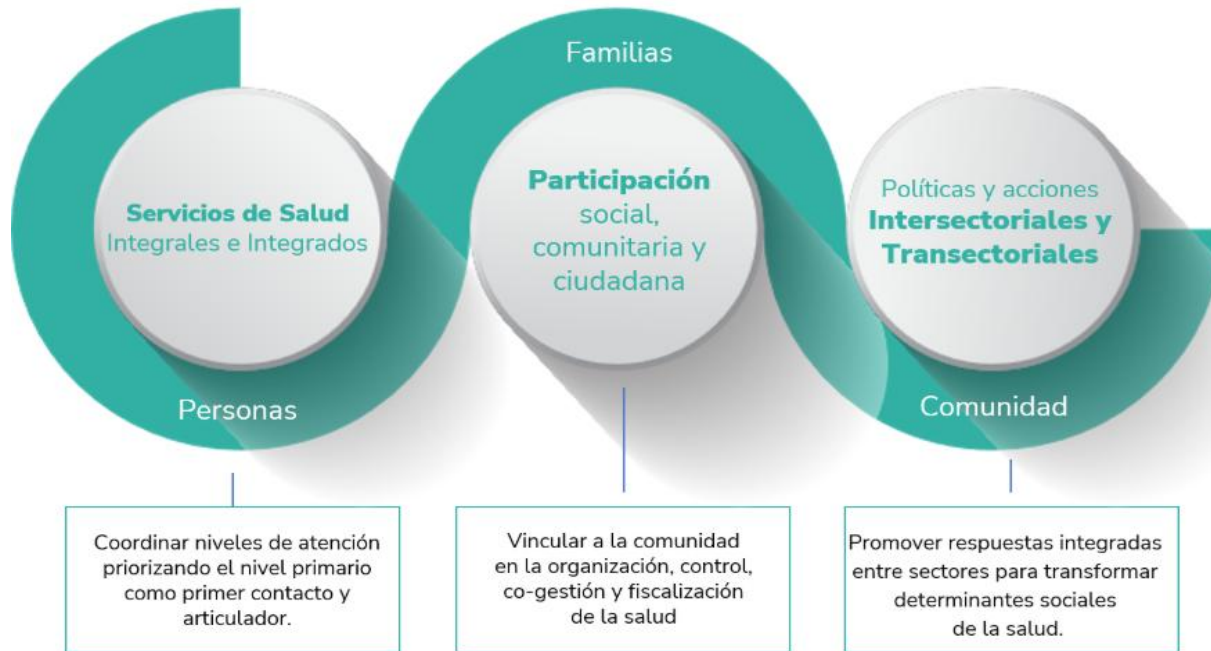 Familias
Servicios de Salud
Integrales e Integrados
Participación
social,
comunitaria y
ciudadana
Políticas y acciones
Intersectoriales y
Transectoriales
Personas
Comunidad
Coordinar niveles de atención
priorizando el nivel primario
como primer contacto y
articulador.
Vincular a la comunidad
en la organización, control,
co-gestión y fiscalización
de la salud
Promover respuestas integradas
entre sectores para transformar
determinantes sociales
de la salud.